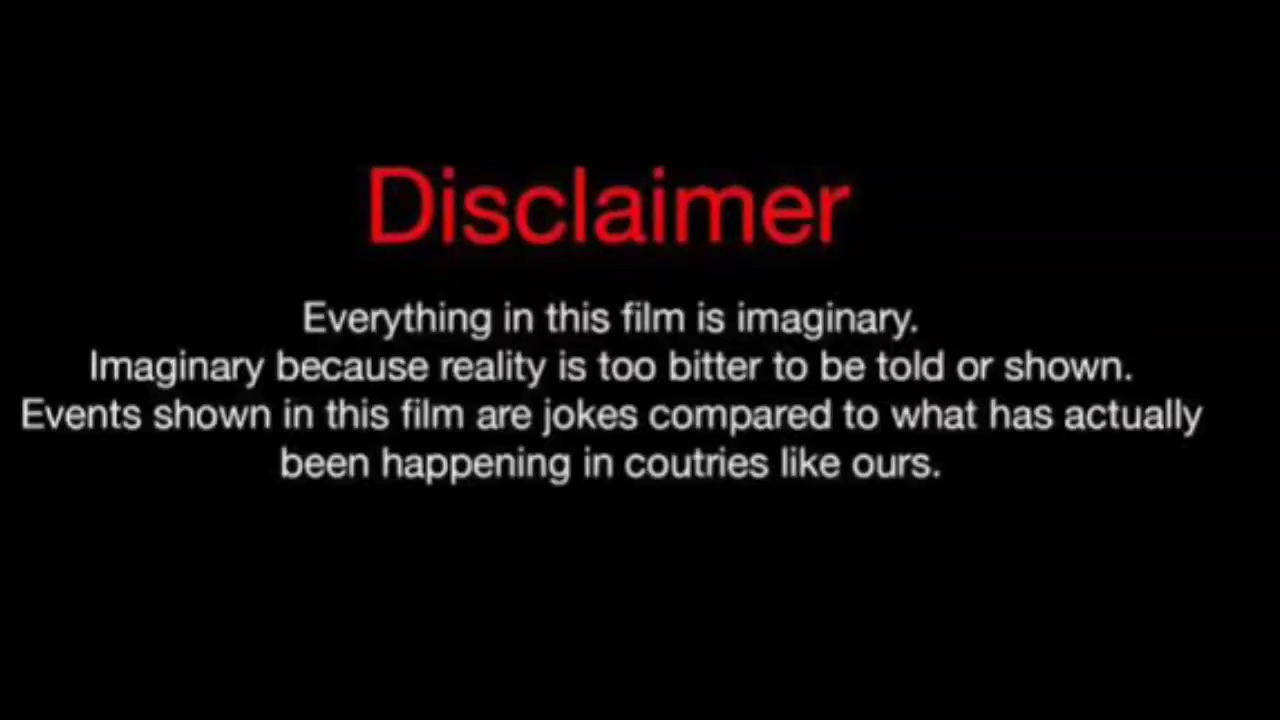 Disclaimer
Everything in this film is imaginary.
Imaginary because reality is too bitter to be told or shown.
Events shown in this film are jokes compared to what has actually
been happening in coutries like ours.